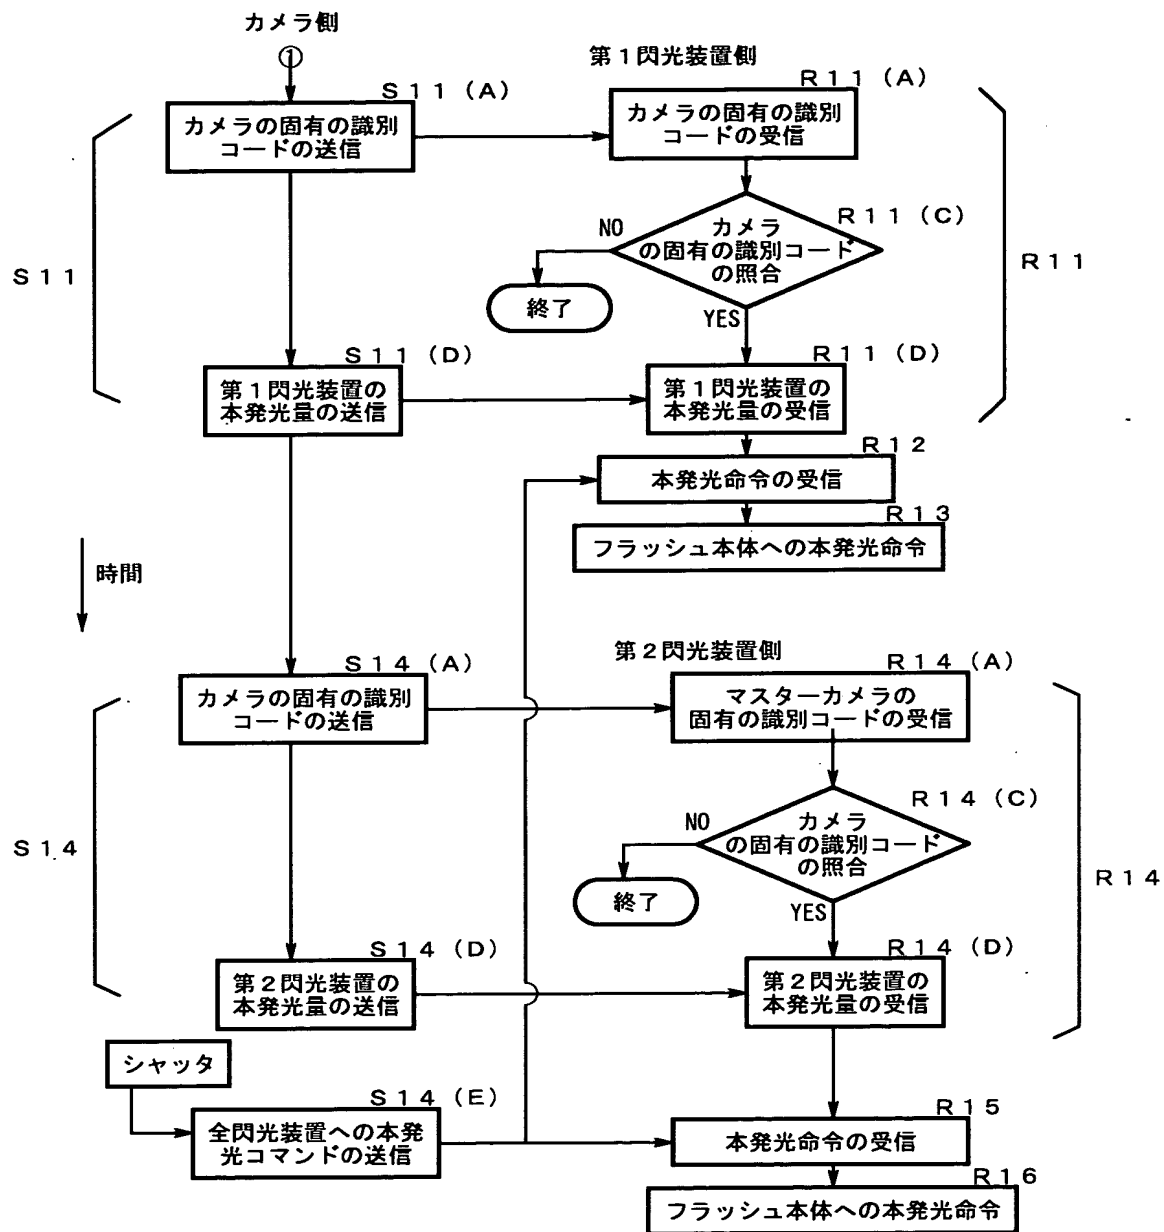 カメラ側
①
第1閃光装置側
S11(A)
R11(A)
カメラの固有の識別
コードの送信
カメラの固有の識別
コードの受信
R11(C)
NO
カメラ
の固有の識別コード
の照合
S11
R11
終了
YES
S11(D)
R11(D)
第1閃光装置の
本発光量の送信
第1閃光装置の
本発光量の受信
R12
本発光命令の受信
R13
フラッシュ本体への本発光命令
時間
第2閃光装置側
S14(A)
R14(A)
カメラの固有の識別
コードの送信
マスターカメラの
固有の識別コードの受信
R14(C)
NO
カメラ
の固有の識別コード
の照合
S14
R14
終了
YES
S14(D)
R14(D)
第2閃光装置の
本発光量の送信
第2閃光装置の
本発光量の受信
シャッタ
S14(E)
R15
全閃光装置への本発
光コマンドの送信
本発光命令の受信
R16
フラッシュ本体への本発光命令